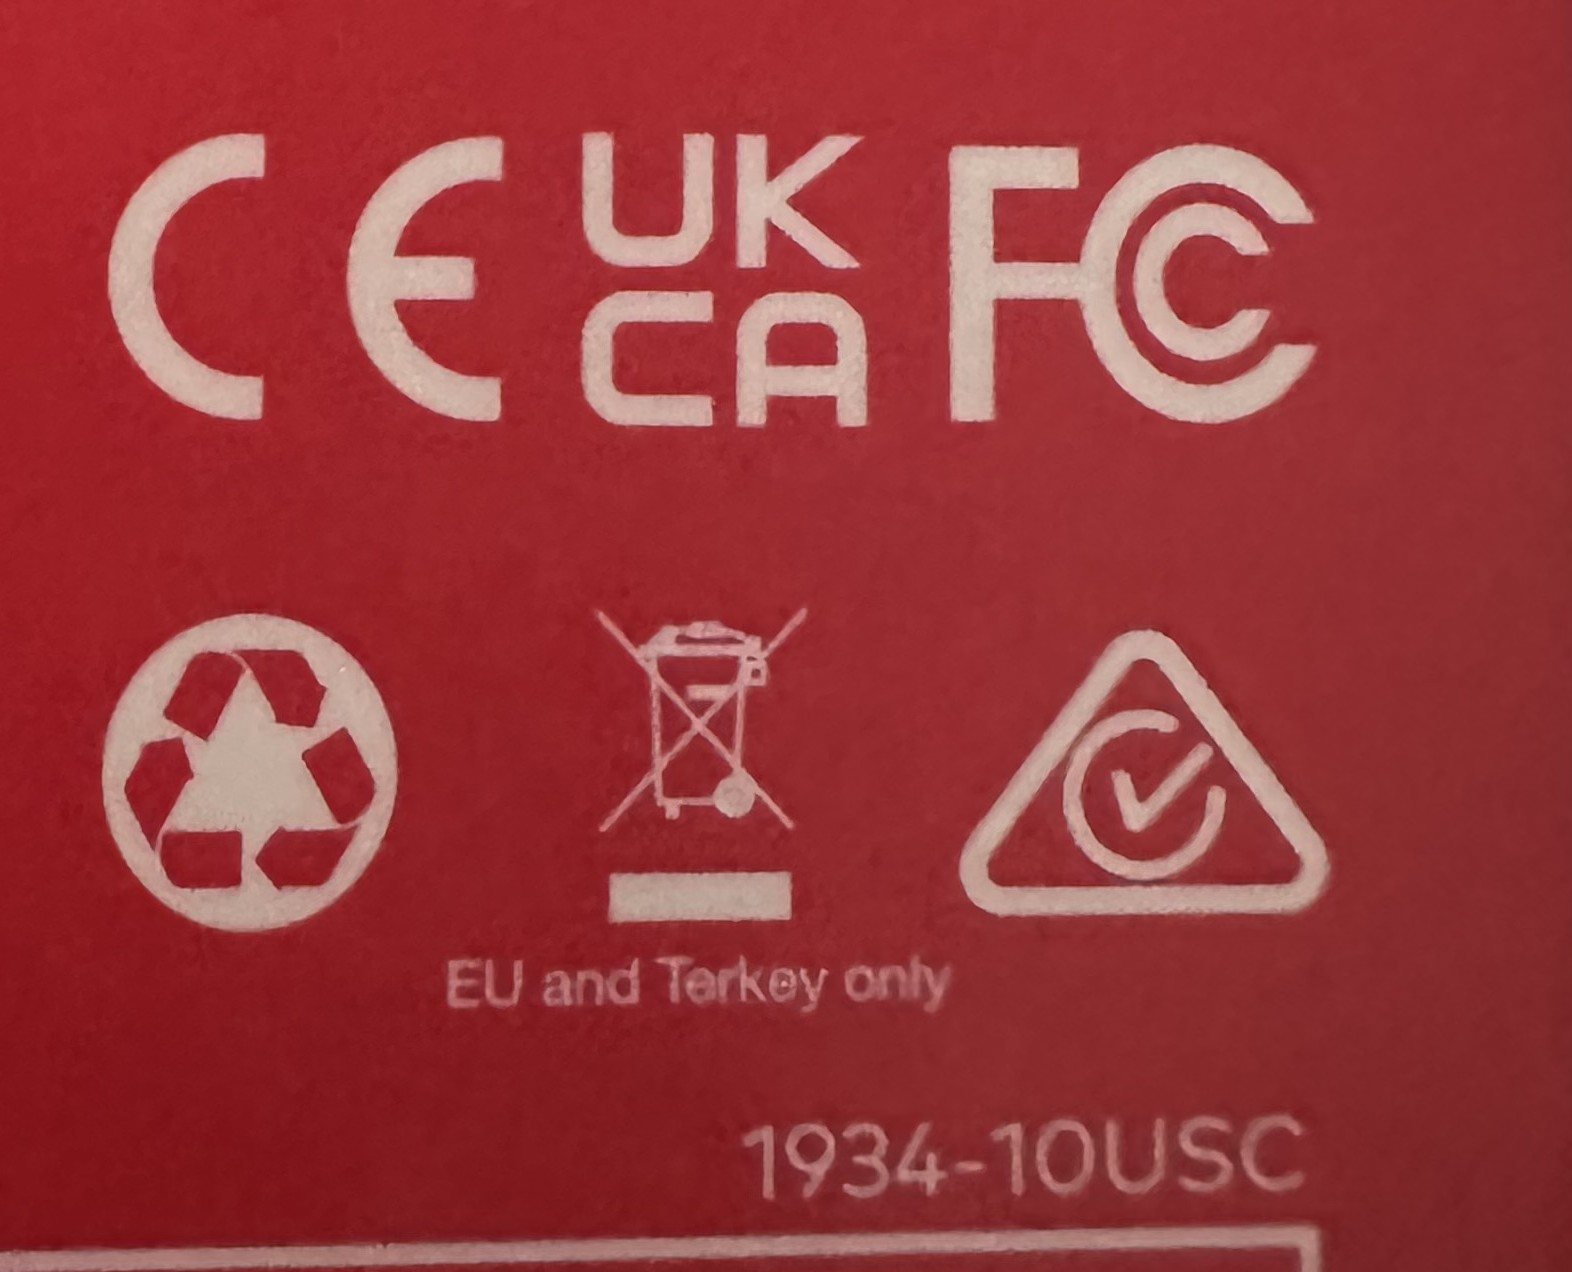 CE UK FC
CA
EU and Terkey only
1934-10USC